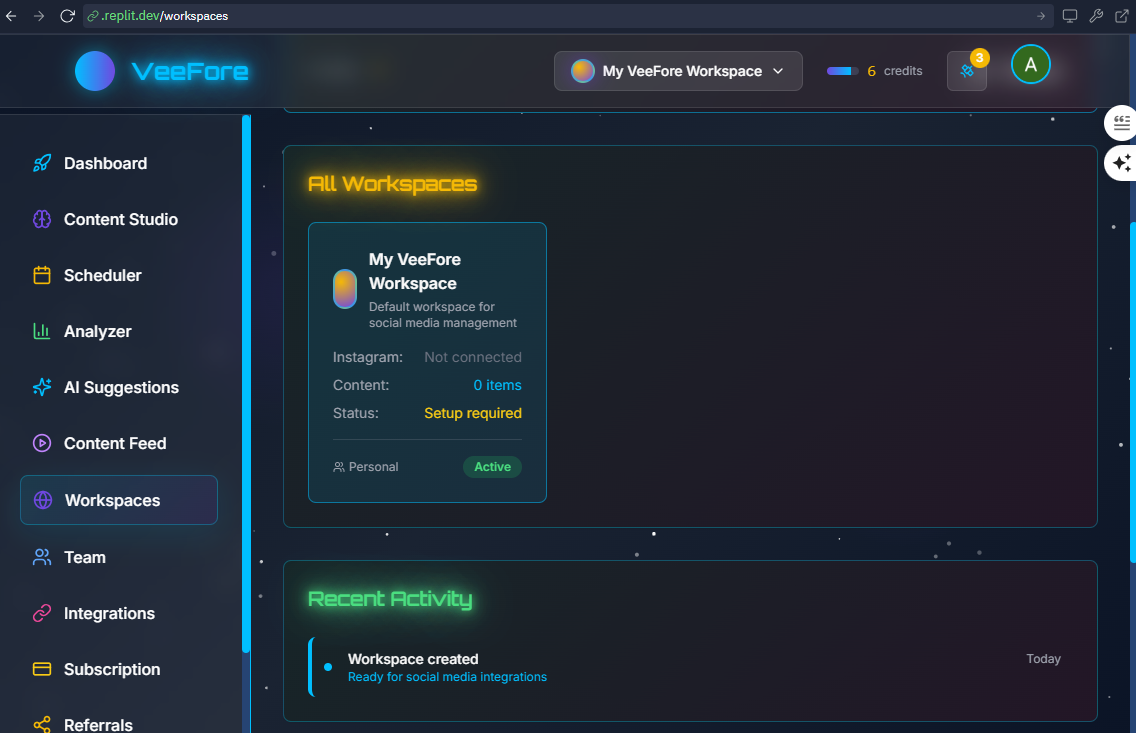 .replit.dev/workspaces
VeeFore
My VeeFore Workspace
6 credits
3
A
Dashboard
Content Studio
Scheduler
Analyzer
AI Suggestions
Content Feed
Workspaces
Team
Integrations
Subscription
Referrals
All Workspaces
My VeeFore
Workspace
Default workspace for
social media management
Instagram: Not connected
Content: 0 items
Status: Setup required
Personal Active
Recent Activity
Workspace created Today
Ready for social media integrations